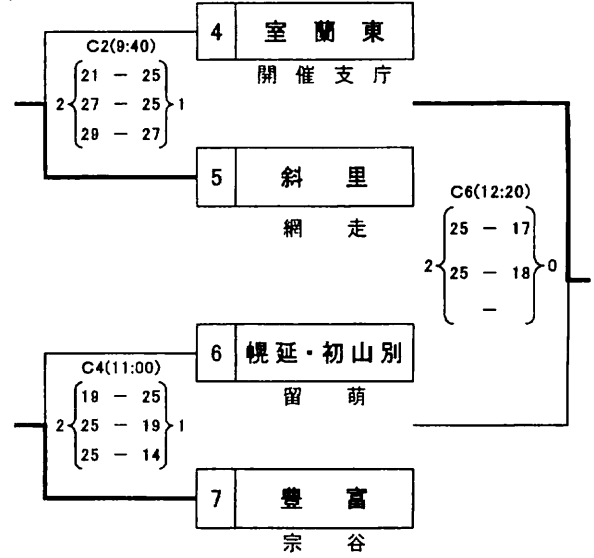 4 室蘭東
C2(9:40)
開催支庁
21 － 25
2 27 － 25 1
29 － 27
5 斜里
網走
C6(12:20)
25 － 17
2 25 － 18 0
－
6 幌延・初山別
C4(11:00)
留萌
19 － 25
2 25 － 19 1
25 － 14
7 豊富
宗谷